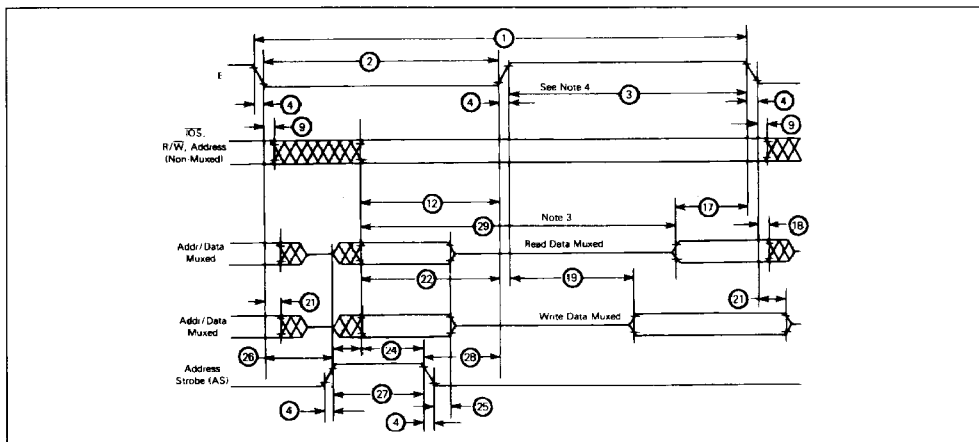 1
2
E
See Note 4
3
4
4
4
9
9
IOS,
R/W, Address
(Non-Muxed)
12
17
29
Note 3
18
Addr/Data
Muxed
Read Data Muxed
22
19
21
21
Addr/Data
Muxed
Write Data Muxed
26
24
28
Address
Strobe (AS)
27
4
4
25